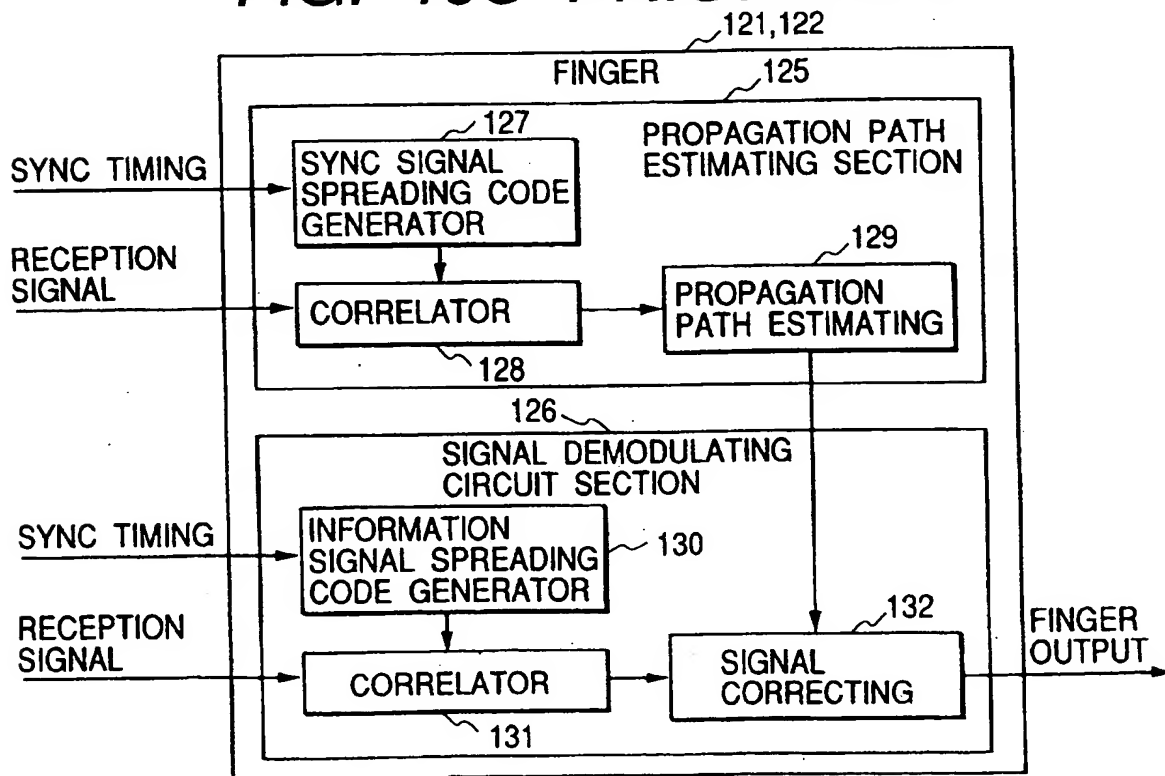 121,122
FINGER
125
127
PROPAGATION PATH
ESTIMATING SECTION
SYNC TIMING
SYNC SIGNAL
SPREADING CODE
GENERATOR
129
RECEPTION
SIGNAL
CORRELATOR
PROPAGATION
PATH ESTIMATING
128
126
SIGNAL DEMODULATING
CIRCUIT SECTION
SYNC TIMING
INFORMATION
SIGNAL SPREADING
CODE GENERATOR
130
132
RECEPTION
SIGNAL
CORRELATOR
SIGNAL
CORRECTING
FINGER
OUTPUT
131